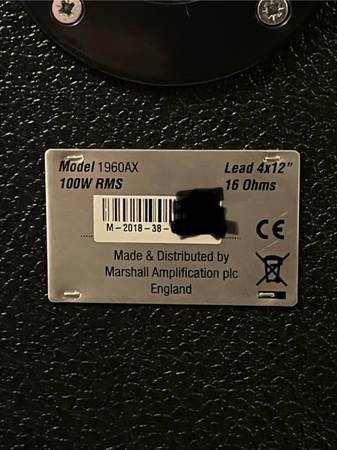 Model 1960AX Lead 4x12"
100W RMS 16 Ohms
M-2018-38-
CE
Made & Distributed by
Marshall Amplification plc
England